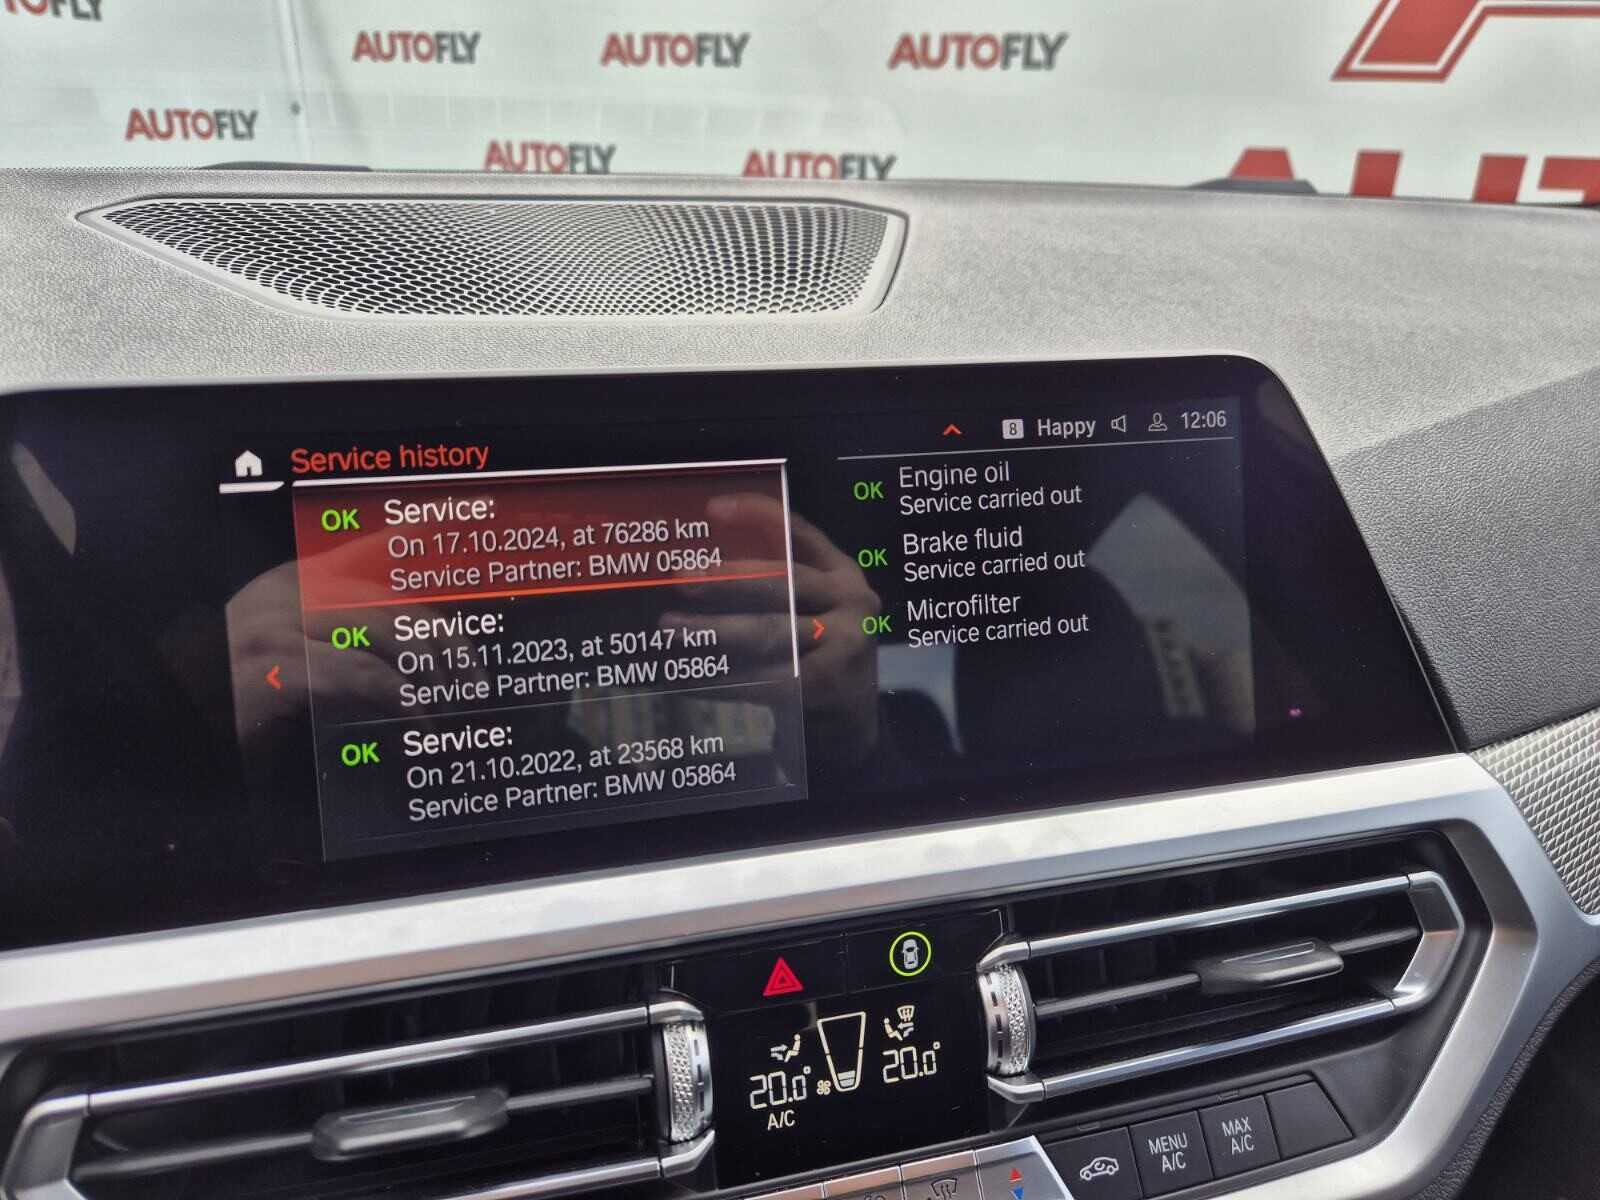 AUTOFLY
AUTOFLY
AUTOFLY
AUTOFLY
AUTOFLY
AUTOFLY
8 Happy 12:06
Service history
OK Service:
On 17.10.2024, at 76286 km
Service Partner: BMW 05864
OK Service:
On 15.11.2023, at 50147 km
Service Partner: BMW 05864
OK Service:
On 21.10.2022, at 23568 km
Service Partner: BMW 05864
OK Engine oil
Service carried out
OK Brake fluid
Service carried out
OK Microfilter
Service carried out
20.0° 20.0°
A/C
MENU
A/C
MAX
A/C